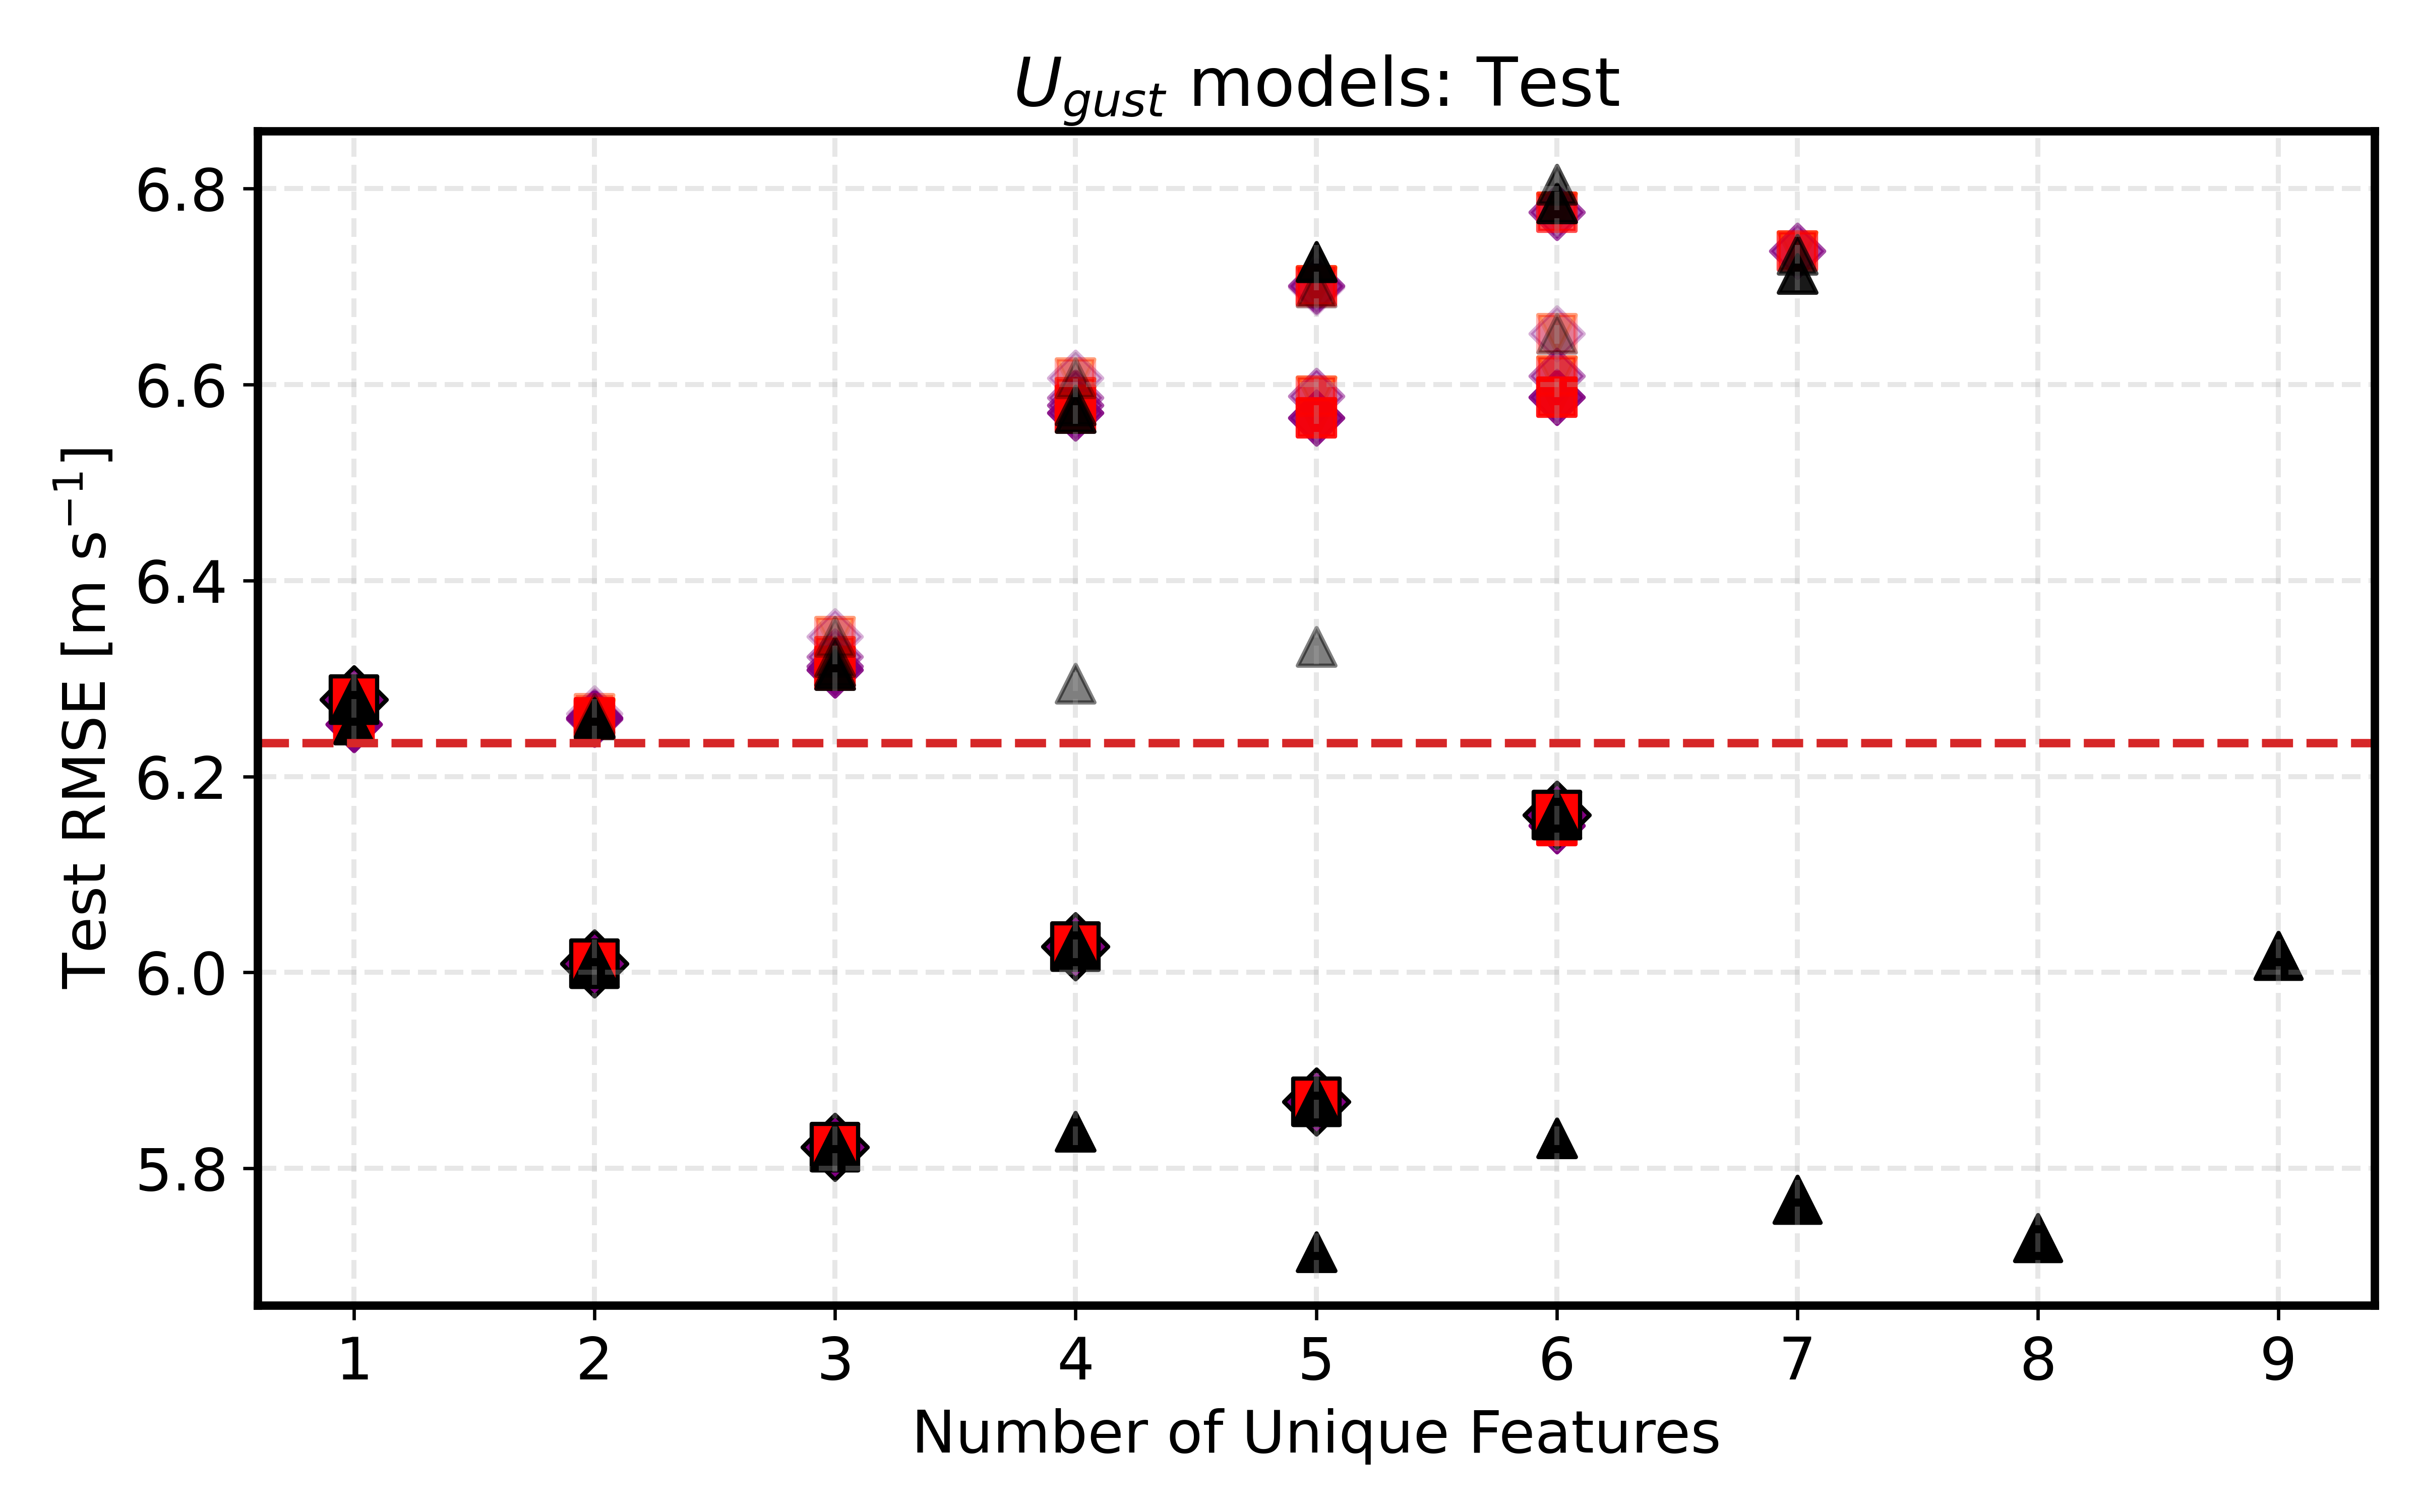 U_gust models: Test
Test RMSE [m s⁻¹]
6.8
6.6
6.4
6.2
6.0
5.8
1 2 3 4 5 6 7 8 9
Number of Unique Features